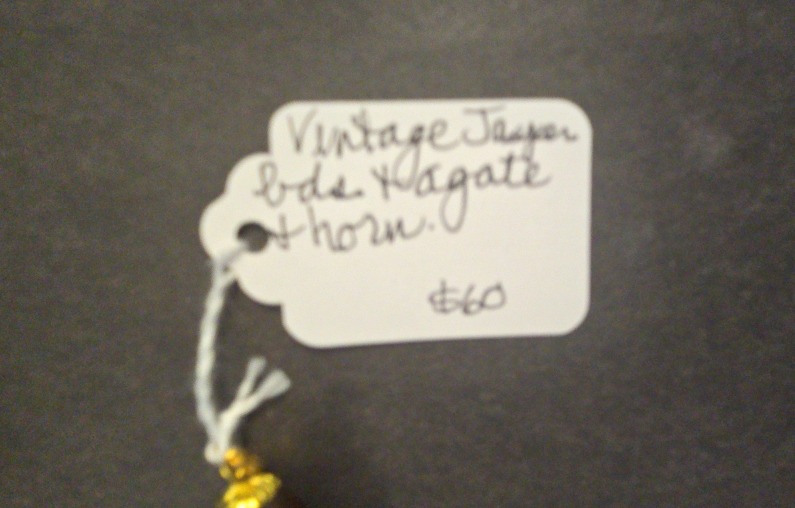 Vintage Jasper
bds. + agate
+ horn.
$60